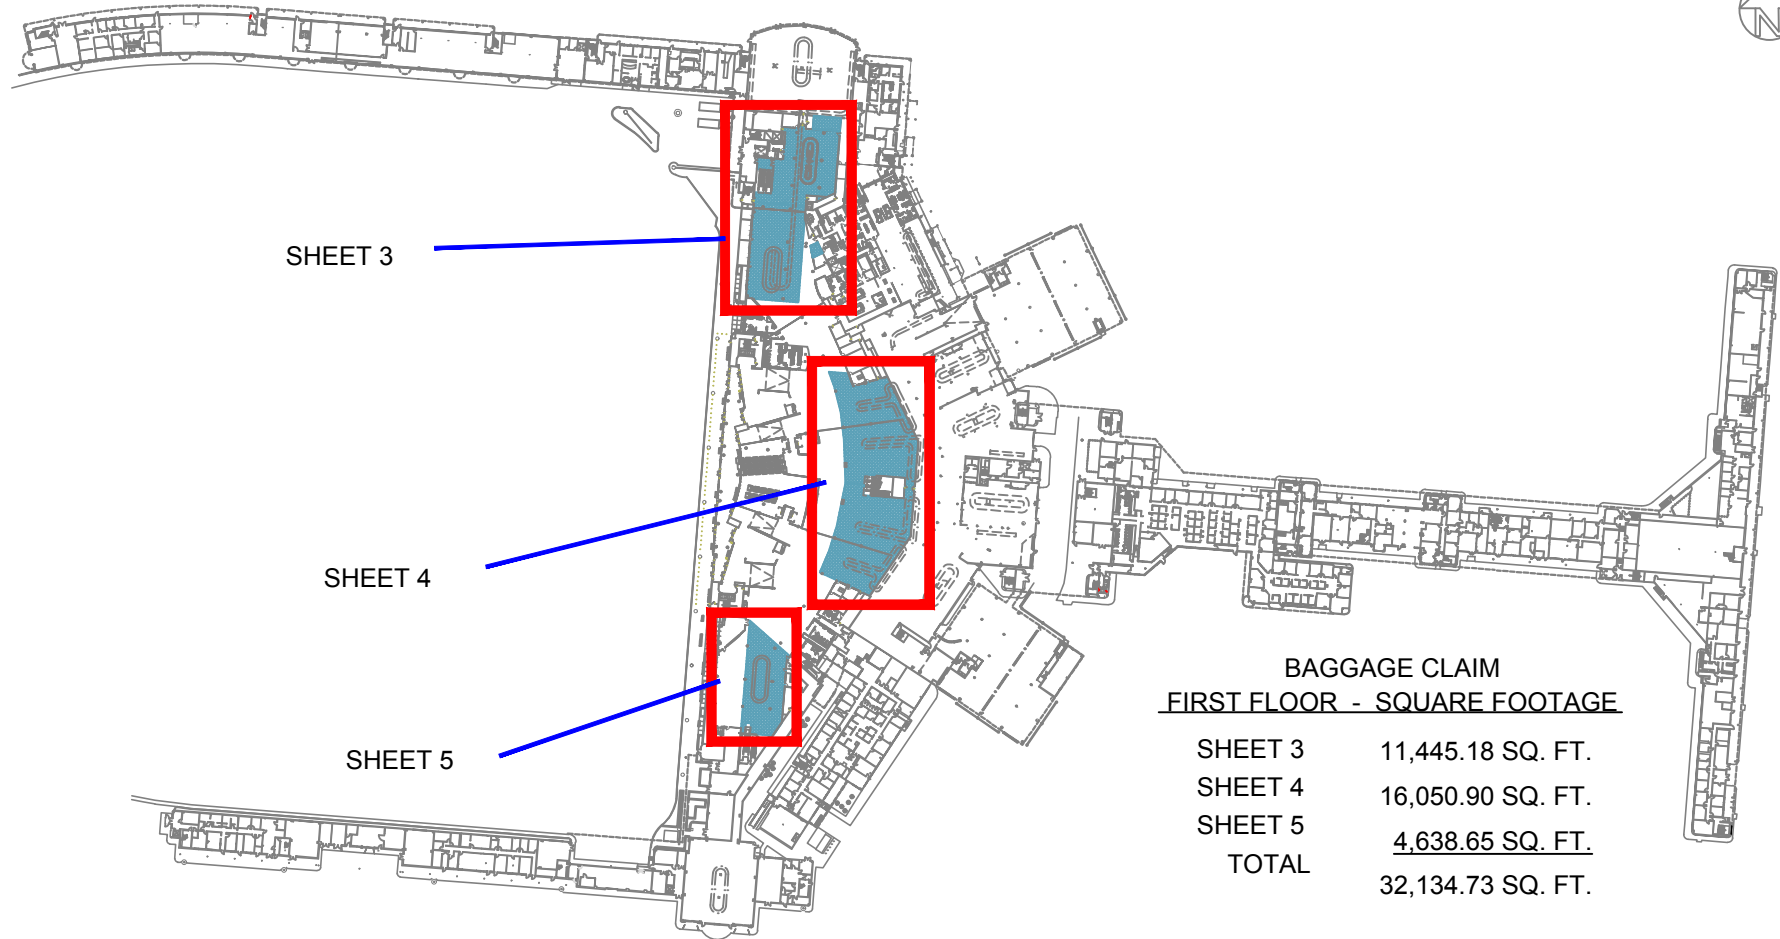 N
SHEET 3
SHEET 4
SHEET 5
BAGGAGE CLAIM
FIRST FLOOR - SQUARE FOOTAGE
SHEET 3 11,445.18 SQ. FT.
SHEET 4 16,050.90 SQ. FT.
SHEET 5 4,638.65 SQ. FT.
TOTAL 32,134.73 SQ. FT.